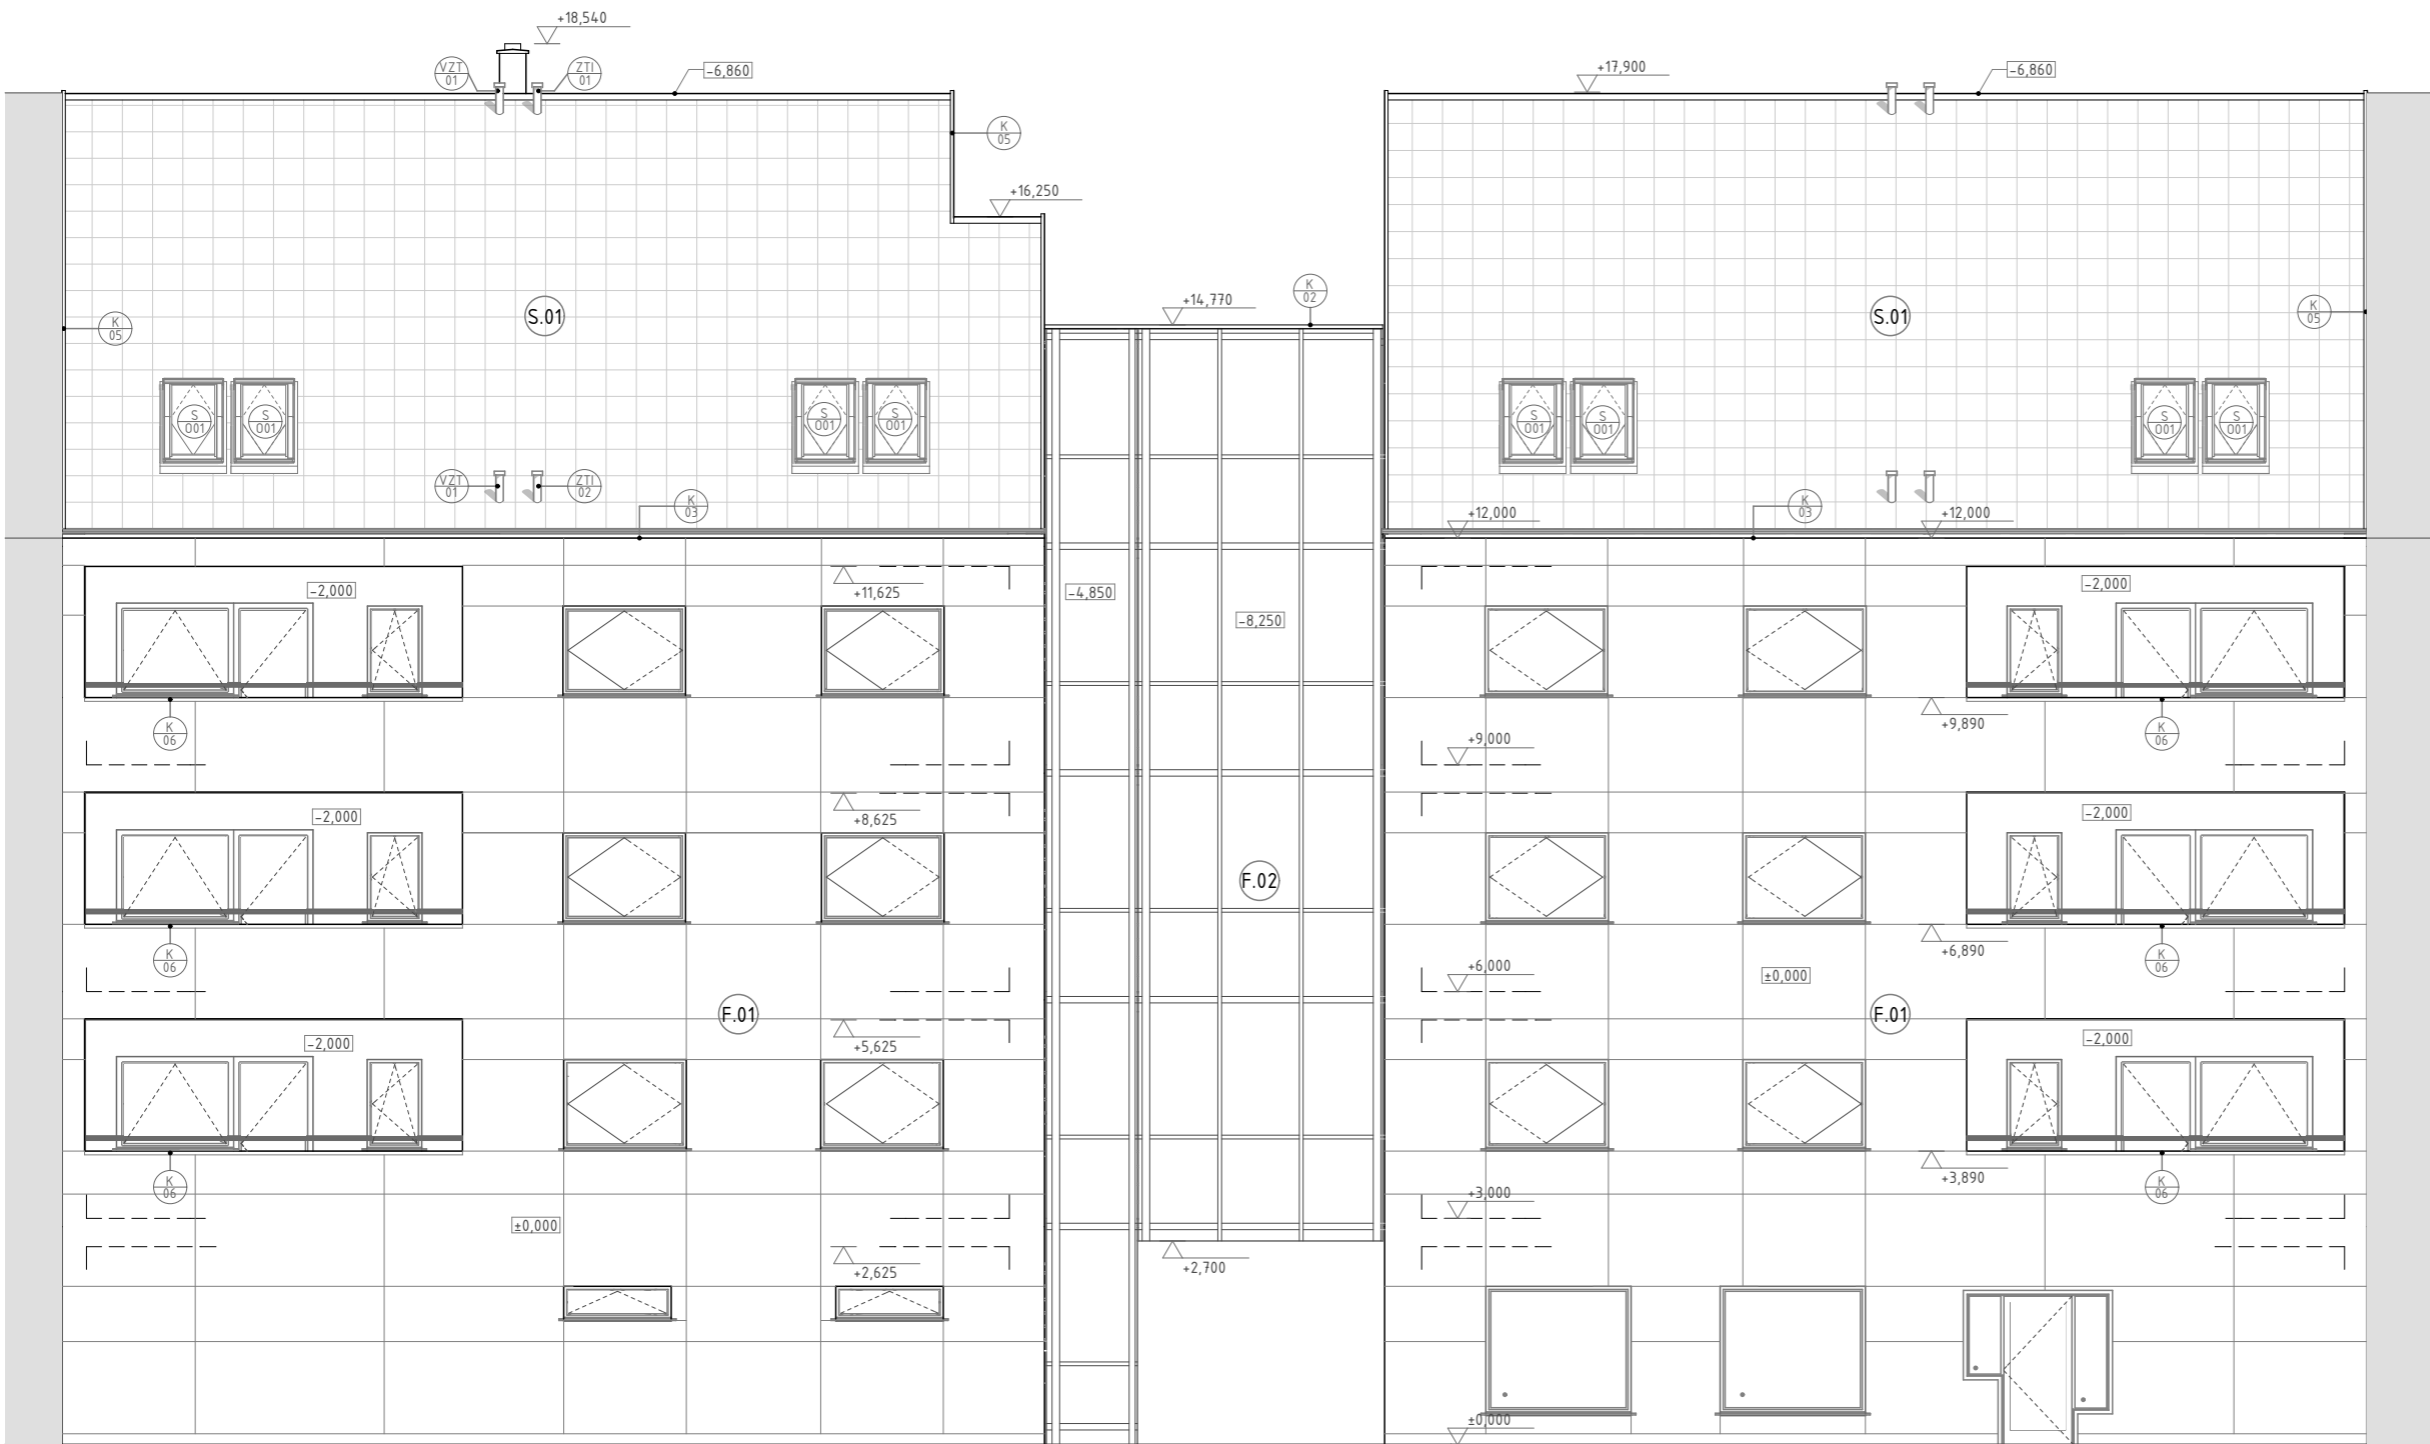 +18,540
VZT
01
ZTI
01
-6,860
+17,900
-6,860
K
05
+16,250
K
02
+14,770
S.01
S.01
K
05
K
05
S
001
S
001
S
001
S
001
S
001
S
001
S
001
S
001
VZT
01
ZTI
02
K
03
K
03
+12,000
+12,000
-2,000
+11,625
-4,850
-8,250
-2,000
K
06
+9,890
K
06
+9,000
-2,000
+8,625
-2,000
F.02
K
06
+6,890
K
06
+6,000
±0,000
F.01
F.01
-2,000
+5,625
-2,000
K
06
+3,890
K
06
+3,000
±0,000
+2,625
+2,700
±0,000